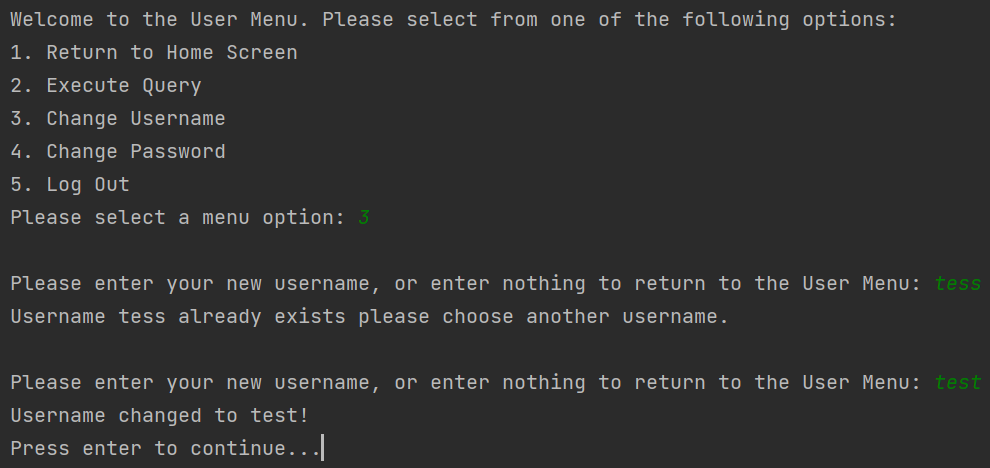 Welcome to the User Menu. Please select from one of the following options:
1. Return to Home Screen
2. Execute Query
3. Change Username
4. Change Password
5. Log Out
Please select a menu option: 3
Please enter your new username, or enter nothing to return to the User Menu: tess
Username tess already exists please choose another username.
Please enter your new username, or enter nothing to return to the User Menu: test
Username changed to test!
Press enter to continue...